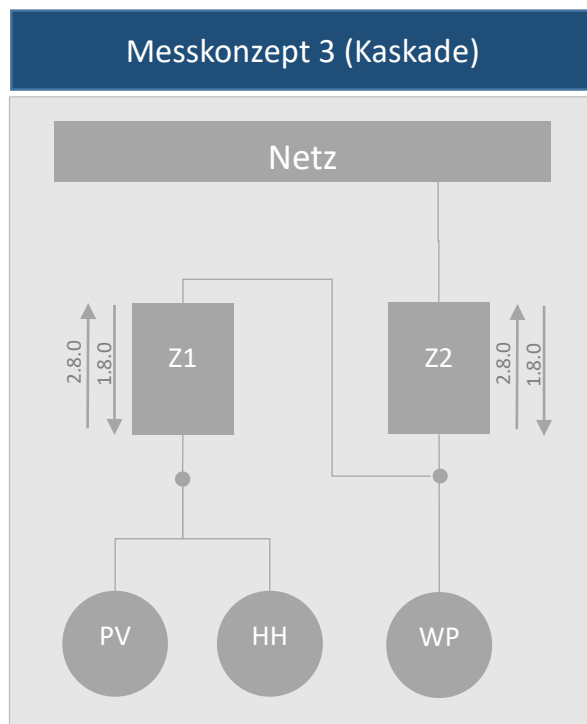 Messkonzept 3 (Kaskade)
Netz
2.8.0
1.8.0
Z1
Z2
2.8.0
1.8.0
PV
HH
WP